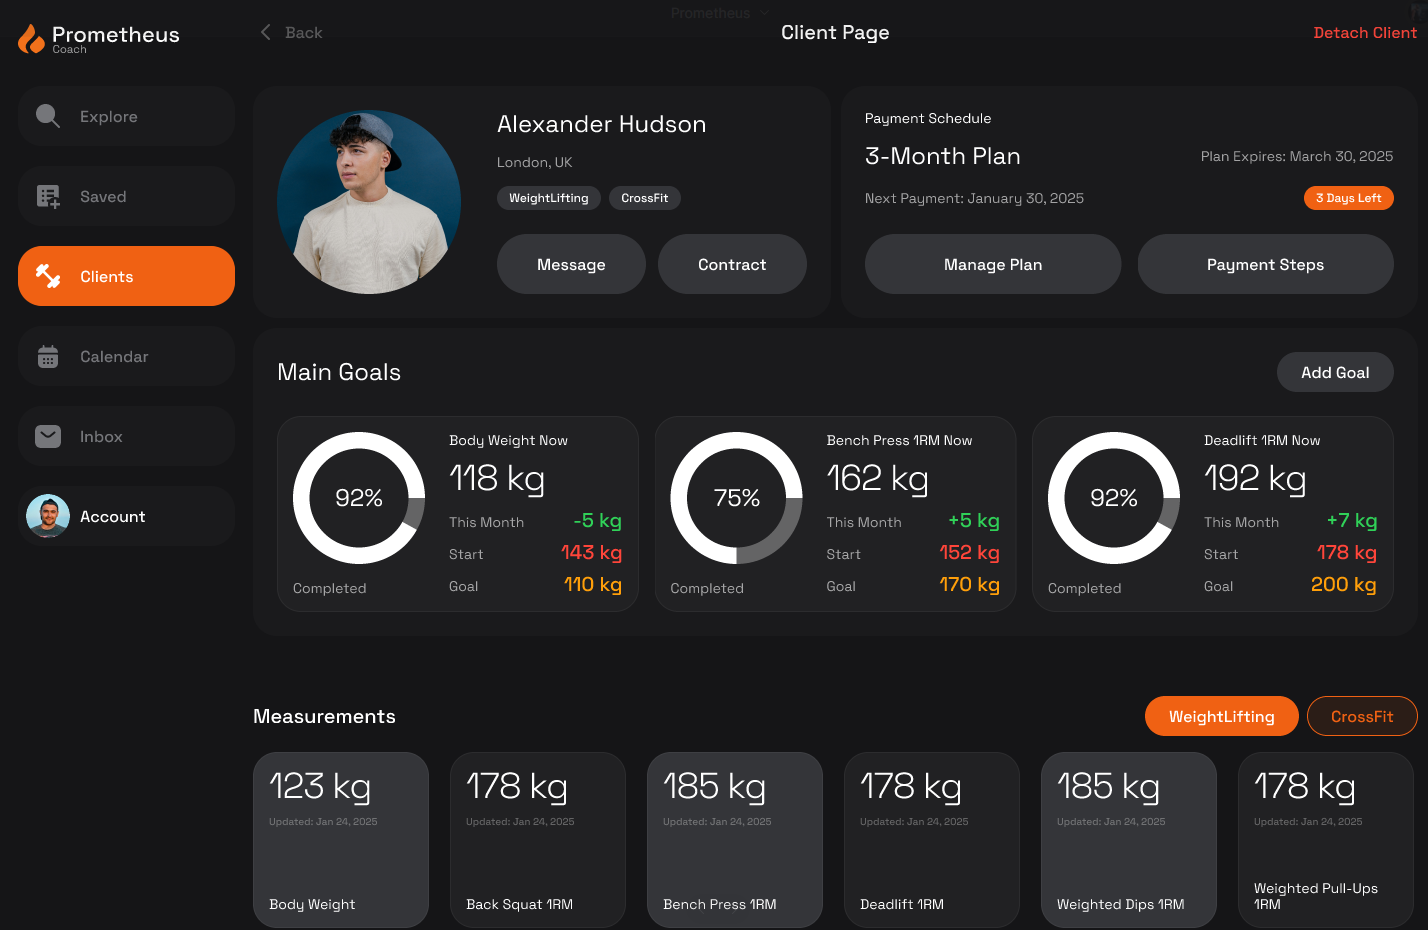 Prometheus
Prometheus
Coach
Back
Client Page
Detach Client
Explore
Saved
Clients
Calendar
Inbox
Account
Alexander Hudson
London, UK
WeightLifting
CrossFit
Message
Contract
Payment Schedule
3-Month Plan
Plan Expires: March 30, 2025
Next Payment: January 30, 2025
3 Days Left
Manage Plan
Payment Steps
Main Goals
Add Goal
92%
Completed
Body Weight Now
118 kg
This Month -5 kg
Start 143 kg
Goal 110 kg
75%
Completed
Bench Press 1RM Now
162 kg
This Month +5 kg
Start 152 kg
Goal 170 kg
92%
Completed
Deadlift 1RM Now
192 kg
This Month +7 kg
Start 178 kg
Goal 200 kg
Measurements
WeightLifting
CrossFit
123 kg
Updated: Jan 24, 2025
Body Weight
178 kg
Updated: Jan 24, 2025
Back Squat 1RM
185 kg
Updated: Jan 24, 2025
Bench Press 1RM
178 kg
Updated: Jan 24, 2025
Deadlift 1RM
185 kg
Updated: Jan 24, 2025
Weighted Dips 1RM
178 kg
Updated: Jan 24, 2025
Weighted Pull-Ups
1RM